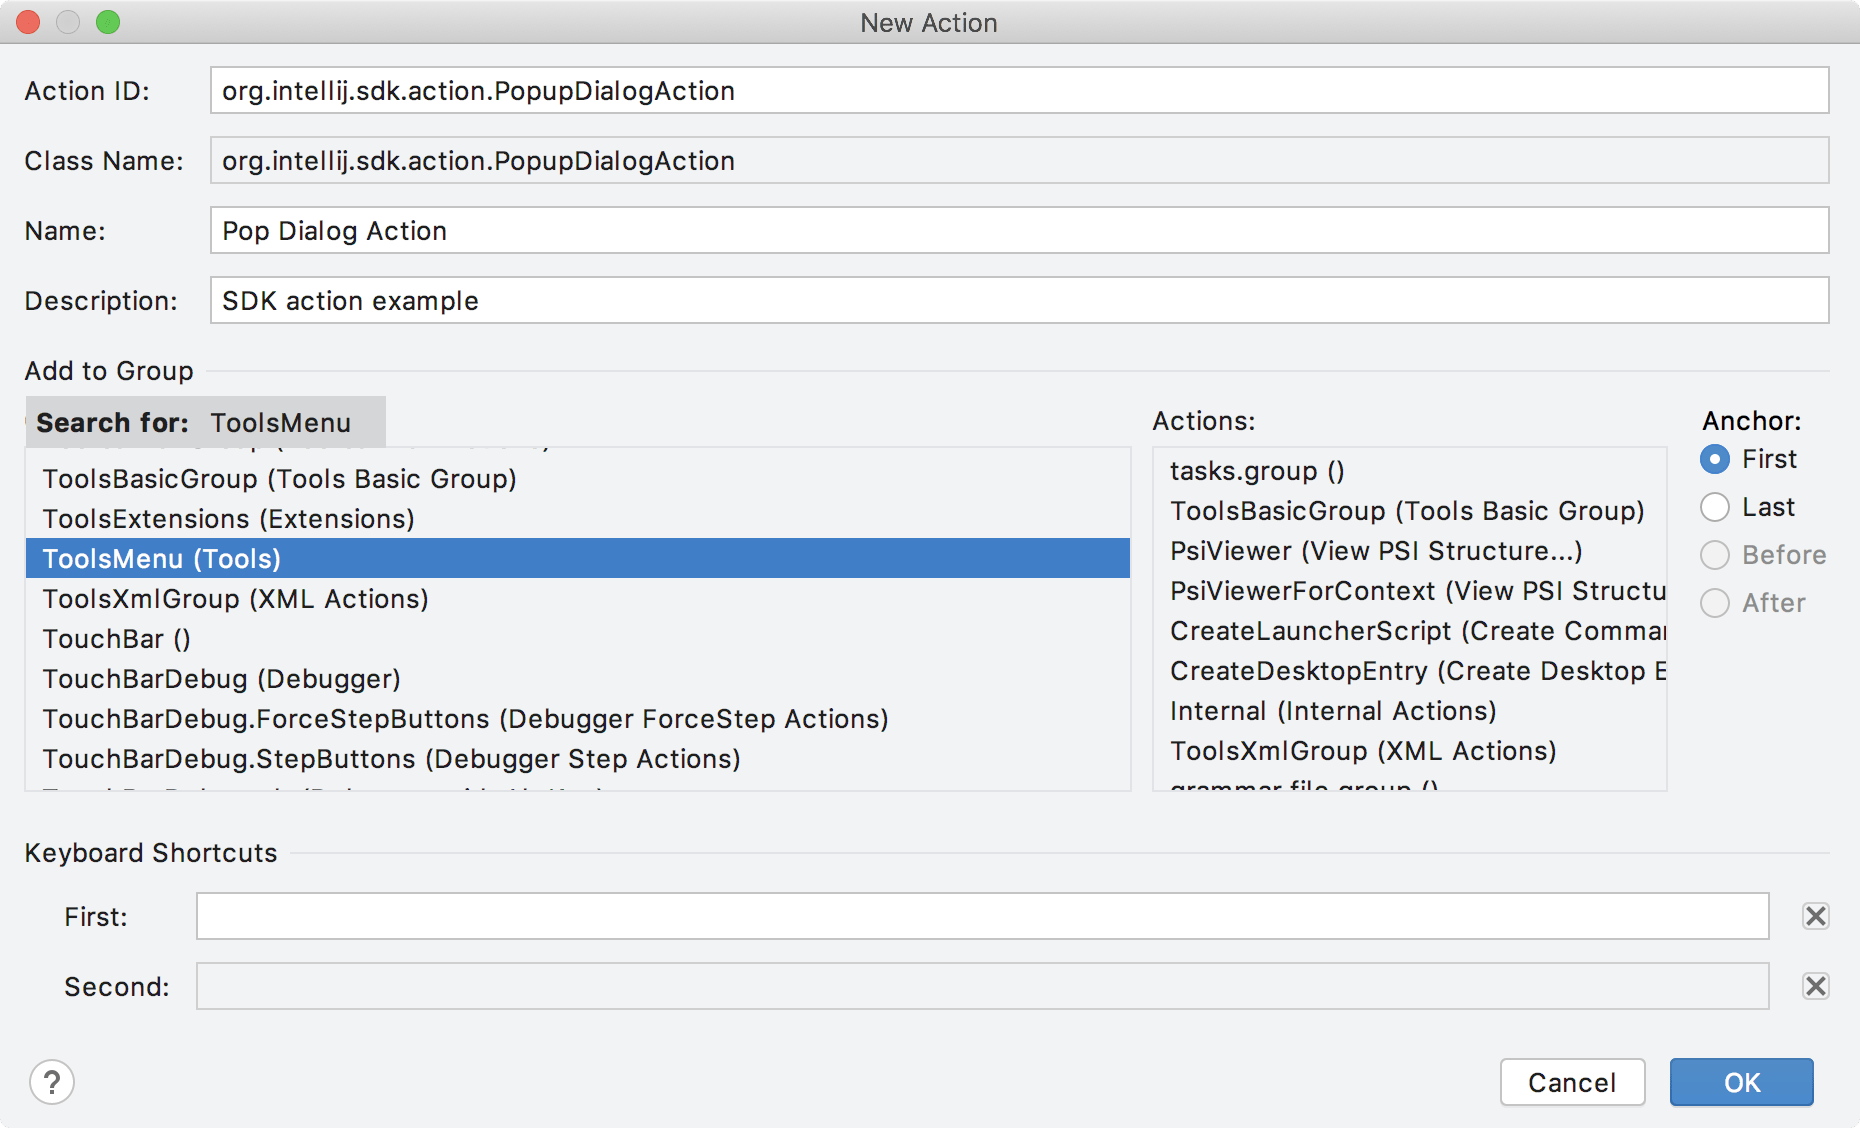 New Action
Action ID: org.intellij.sdk.action.PopupDialogAction
Class Name: org.intellij.sdk.action.PopupDialogAction
Name: Pop Dialog Action
Description: SDK action example
Add to Group
Search for: ToolsMenu
ToolsBasicGroup (Tools Basic Group)
ToolsExtensions (Extensions)
ToolsMenu (Tools)
ToolsXmlGroup (XML Actions)
TouchBar ()
TouchBarDebug (Debugger)
TouchBarDebug.ForceStepButtons (Debugger ForceStep Actions)
TouchBarDebug.StepButtons (Debugger Step Actions)
Actions:
tasks.group ()
ToolsBasicGroup (Tools Basic Group)
PsiViewer (View PSI Structure...)
PsiViewerForContext (View PSI Structu
CreateLauncherScript (Create Comma
CreateDesktopEntry (Create Desktop E
Internal (Internal Actions)
ToolsXmlGroup (XML Actions)
grammar.file.group ()
Anchor:
First
Last
Before
After
Keyboard Shortcuts
First:
Second:
?
Cancel
OK